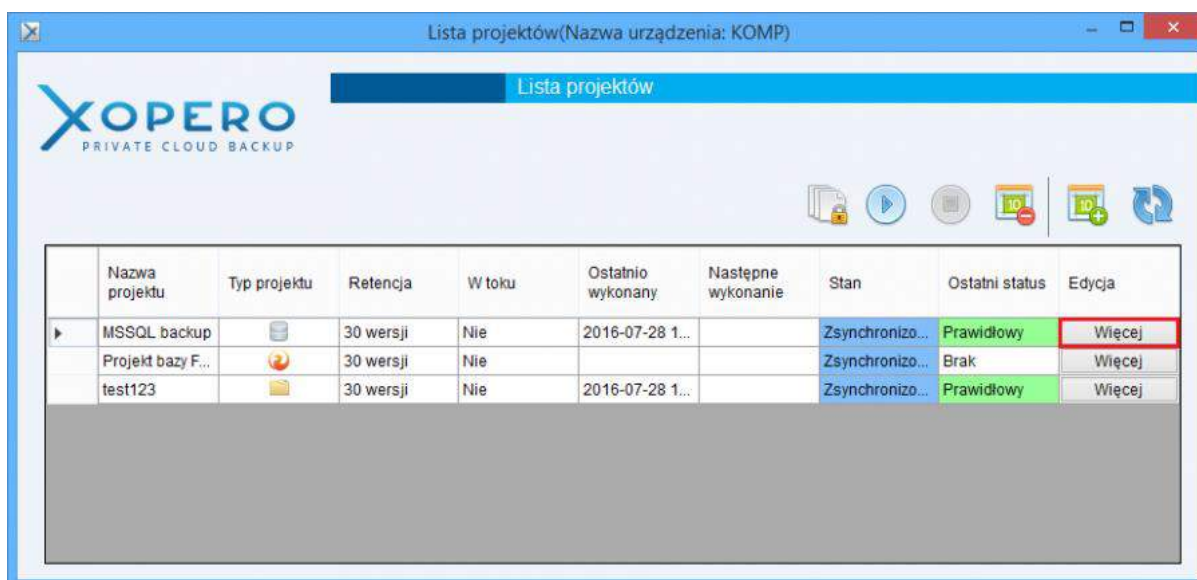 Lista projektów(Nazwa urządzenia: KOMP)
Lista projektów
XOPERO
PRIVATE CLOUD BACKUP
10 10
Nazwa projektu Typ projektu Retencja W toku Ostatnio wykonany Następne wykonanie Stan Ostatni status Edycja
MSSQL backup 30 wersji Nie 2016-07-28 1... Zsynchronizo... Prawidłowy Więcej
Projekt bazy F... 30 wersji Nie Zsynchronizo... Brak Więcej
test123 30 wersji Nie 2016-07-28 1... Zsynchronizo... Prawidłowy Więcej